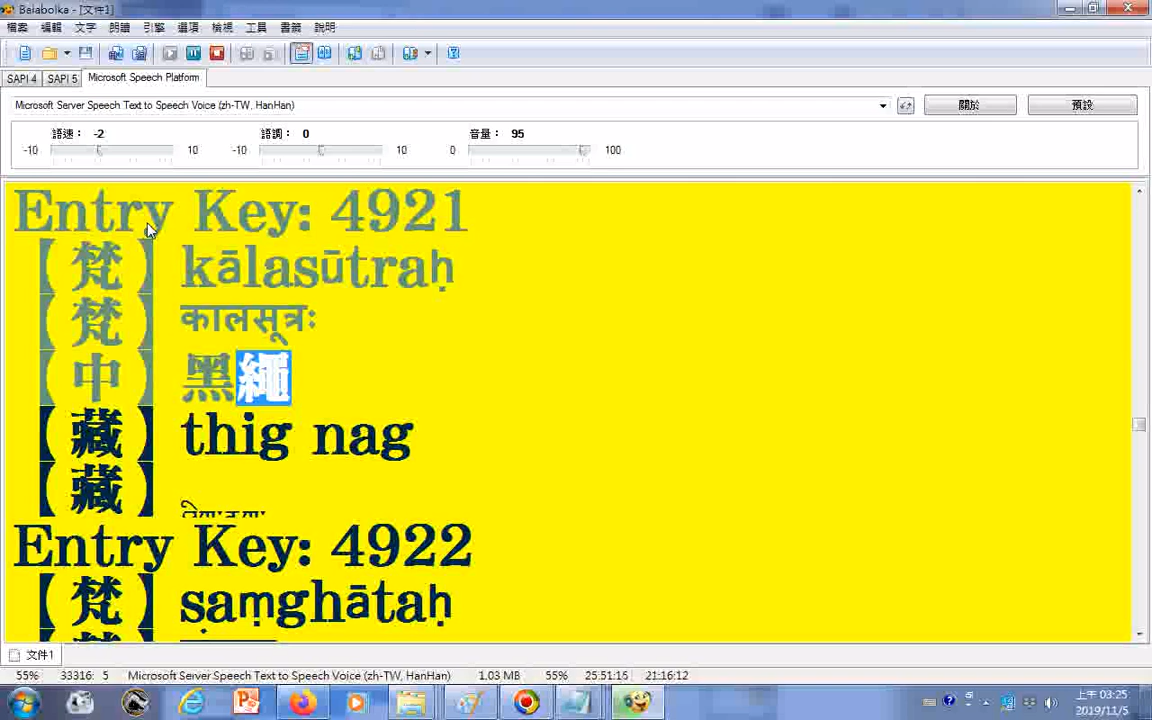 Balabolka - [文件1]
檔案 編輯 文字 朗讀 引擎 選項 檢視 工具 書籤 說明
SAPI 4 SAPI 5 Microsoft Speech Platform
Microsoft Server Speech Text to Speech Voice (zh-TW, HanHan) 關於 預設
語速： -2 語調： 0 音量： 95
-10 10 -10 10 0 100
Entry Key: 4921
【梵】 kālasūtraḥ
【梵】 कालसूत्रः
【中】 黑繩
【藏】 thig nag
【藏】
Entry Key: 4922
【梵】 saṃghātaḥ
文件1
55% 33316: 5 Microsoft Server Speech Text to Speech Voice (zh-TW, HanHan) 1.03 MB 55% 25:51:15 21:16:12
上午 03:25
2019/11/5